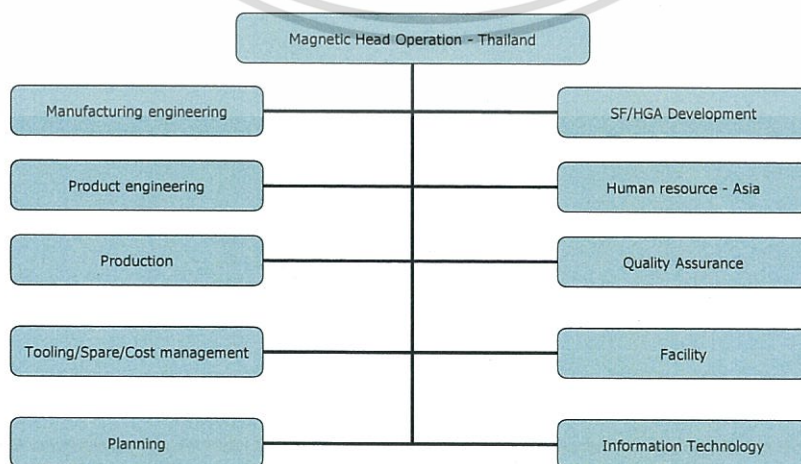 Magnetic Head Operation - Thailand
Manufacturing engineering
SF/HGA Development
Product engineering
Human resource - Asia
Production
Quality Assurance
Tooling/Spare/Cost management
Facility
Planning
Information Technology